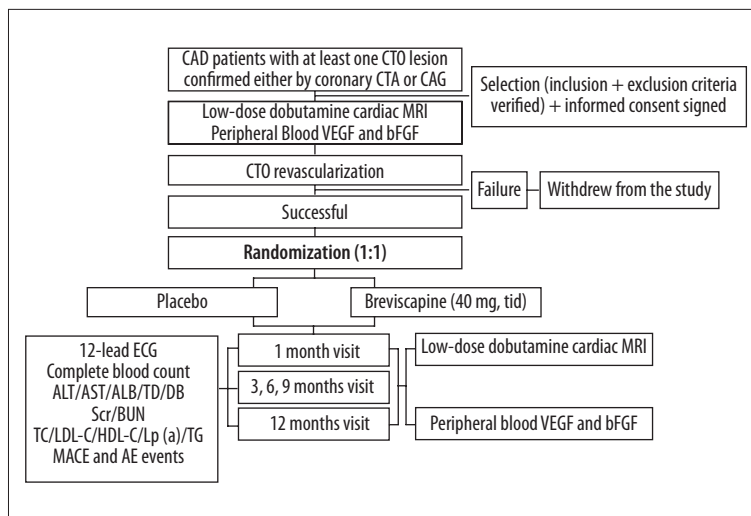 CAD patients with at least one CTO lesion
confirmed either by coronary CTA or CAG
Selection (inclusion + exclusion criteria
verified) + informed consent signed
Low-dose dobutamine cardiac MRI
Peripheral Blood VEGF and bFGF
CTO revascularization
Failure
Withdrew from the study
Successful
Randomization (1:1)
Placebo
Breviscapine (40 mg, tid)
12-lead ECG
Complete blood count
ALT/AST/ALB/TD/DB
Scr/BUN
TC/LDL-C/HDL-C/Lp (a)/TG
MACE and AE events
1 month visit
3, 6, 9 months visit
12 months visit
Low-dose dobutamine cardiac MRI
Peripheral blood VEGF and bFGF